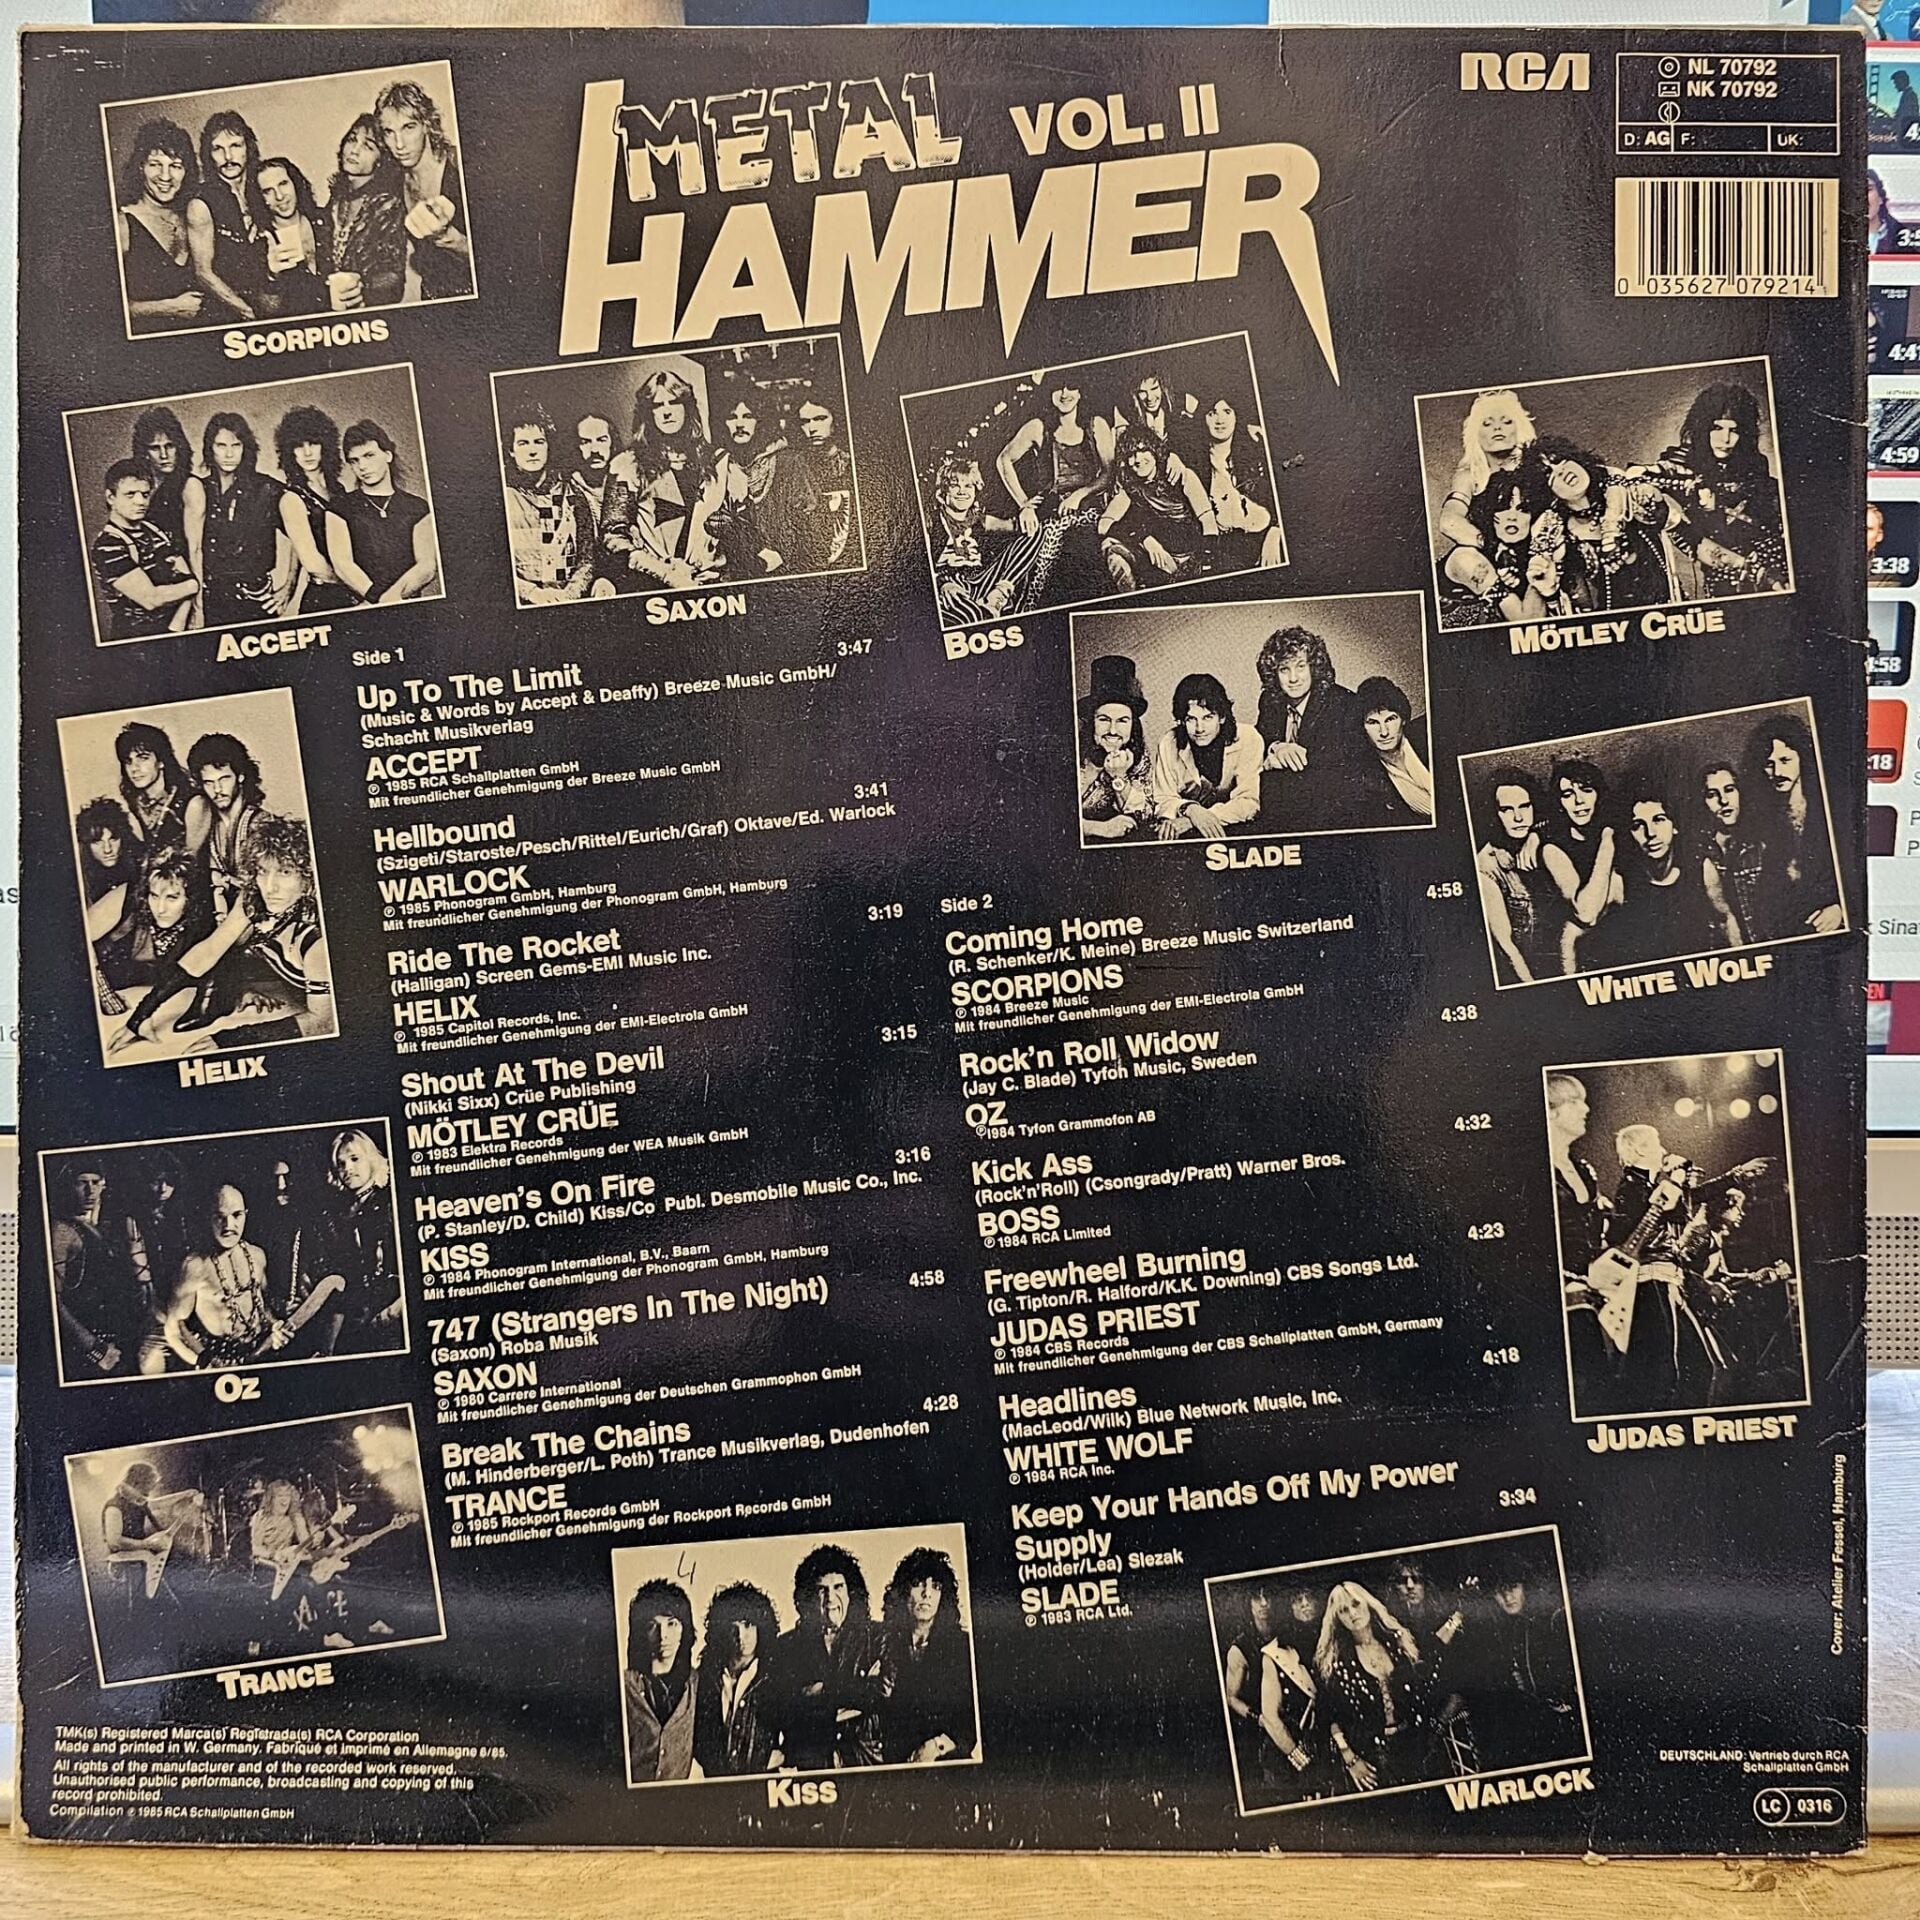 METAL VOL. II
HAMMER
RCA
NL 70792
NK 70792
D: AG F: UK:
0 035627 079214
SCORPIONS
ACCEPT
SAXON
BOSS
MÖTLEY CRÜE
SLADE
WHITE WOLF
HELIX
OZ
TRANCE
KISS
JUDAS PRIEST
WARLOCK
Side 1
3:47
Up To The Limit
(Music & Words by Accept & Deaffy) Breeze Music GmbH/
Schacht Musikverlag
ACCEPT
℗ 1985 RCA Schallplatten GmbH
Mit freundlicher Genehmigung der Breeze Music GmbH
3:41
Hellbound
(Szigeti/Staroste/Pesch/Rittel/Eurich/Graf) Oktave/Ed. Warlock
WARLOCK
℗ 1985 Phonogram GmbH, Hamburg
Mit freundlicher Genehmigung der Phonogram GmbH, Hamburg
3:19
Ride The Rocket
(Halligan) Screen Gems-EMI Music Inc.
HELIX
℗ 1985 Capitol Records, Inc.
Mit freundlicher Genehmigung der EMI-Electrola GmbH
3:15
Shout At The Devil
(Nikki Sixx) Crüe Publishing
MÖTLEY CRÜE
℗ 1983 Elektra Records
Mit freundlicher Genehmigung der WEA Musik GmbH
3:16
Heaven's On Fire
(P. Stanley/D. Child) Kiss/Co Publ. Desmobile Music Co., Inc.
KISS
℗ 1984 Phonogram International, B.V., Baarn
Mit freundlicher Genehmigung der Phonogram GmbH, Hamburg
4:58
747 (Strangers In The Night)
(Saxon) Roba Musik
SAXON
℗ 1980 Carrere International
Mit freundlicher Genehmigung der Deutschen Grammophon GmbH
4:28
Break The Chains
(M. Hinderberger/L. Poth) Trance Musikverlag, Dudenhofen
TRANCE
℗ 1985 Rockport Records GmbH
Mit freundlicher Genehmigung der Rockport Records GmbH
Side 2
4:58
Coming Home
(R. Schenker/K. Meine) Breeze Music Switzerland
SCORPIONS
℗ 1984 Breeze Music
Mit freundlicher Genehmigung der EMI-Electrola GmbH
4:38
Rock'n Roll Widow
(Jay C. Blade) Tyfon Music, Sweden
OZ
℗1984 Tyfon Grammofon AB
4:32
Kick Ass
(Rock'n'Roll) (Csongrady/Pratt) Warner Bros.
BOSS
℗ 1984 RCA Limited
4:23
Freewheel Burning
(G. Tipton/R. Halford/K.K. Downing) CBS Songs Ltd.
JUDAS PRIEST
℗ 1984 CBS Records
Mit freundlicher Genehmigung der CBS Schallplatten GmbH, Germany
4:18
Headlines
(MacLeod/Wilk) Blue Network Music, Inc.
WHITE WOLF
℗ 1984 RCA Inc.
Keep Your Hands Off My Power
3:34
Supply
(Holder/Lea) Slezak
SLADE
℗ 1983 RCA Ltd.
4
Cover: Atelier Fessel, Hamburg
TMK(s) Registered Marca(s) Registrada(s) RCA Corporation
Made and printed in W. Germany. Fabriqué et imprimé en Allemagne 6/85.
All rights of the manufacturer and of the recorded work reserved.
Unauthorised public performance, broadcasting and copying of this
record prohibited.
Compilation ℗ 1985 RCA Schallplatten GmbH
DEUTSCHLAND: Vertrieb durch RCA
Schallplatten GmbH
LC 0316
4:41
4:59
3:38